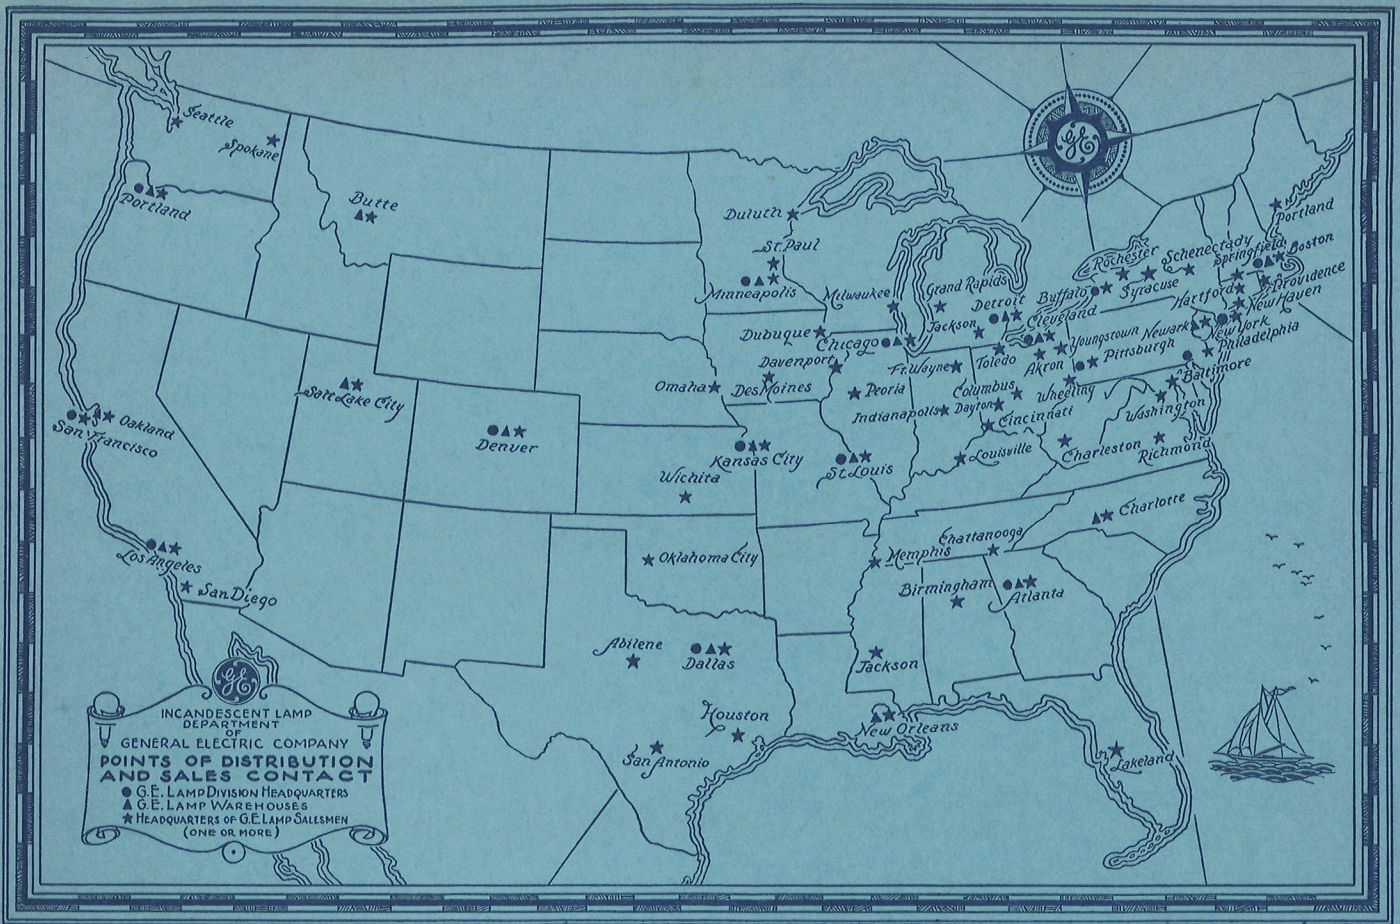 GE
Seattle
Spokane
Portland
Butte
Duluth
St. Paul
Minneapolis
Milwaukee
Grand Rapids
Detroit
Jackson
Rochester
Schenectady
Springfield
Boston
Portland
Buffalo
Syracuse
Hartford
Providence
New Haven
Cleveland
Dubuque
Chicago
Youngstown
Newark
New York
Philadelphia
Davenport
Ft. Wayne
Toledo
Akron
Pittsburgh
Baltimore
Omaha
Des Moines
Peoria
Columbus
Wheeling
Salt Lake City
Indianapolis
Dayton
Cincinnati
Washington
Oakland
San Francisco
Denver
Kansas City
St. Louis
Louisville
Charleston
Richmond
Wichita
Charlotte
Los Angeles
Oklahoma City
Memphis
Chattanooga
San Diego
Birmingham
Atlanta
Abilene
Dallas
Jackson
Houston
New Orleans
San Antonio
Lakeland
GE
INCANDESCENT LAMP
DEPARTMENT
OF
GENERAL ELECTRIC COMPANY
POINTS OF DISTRIBUTION
AND SALES CONTACT
G.E. LAMP DIVISION HEADQUARTERS
G.E. LAMP WAREHOUSES
HEADQUARTERS OF G.E. LAMP SALESMEN
(ONE OR MORE)